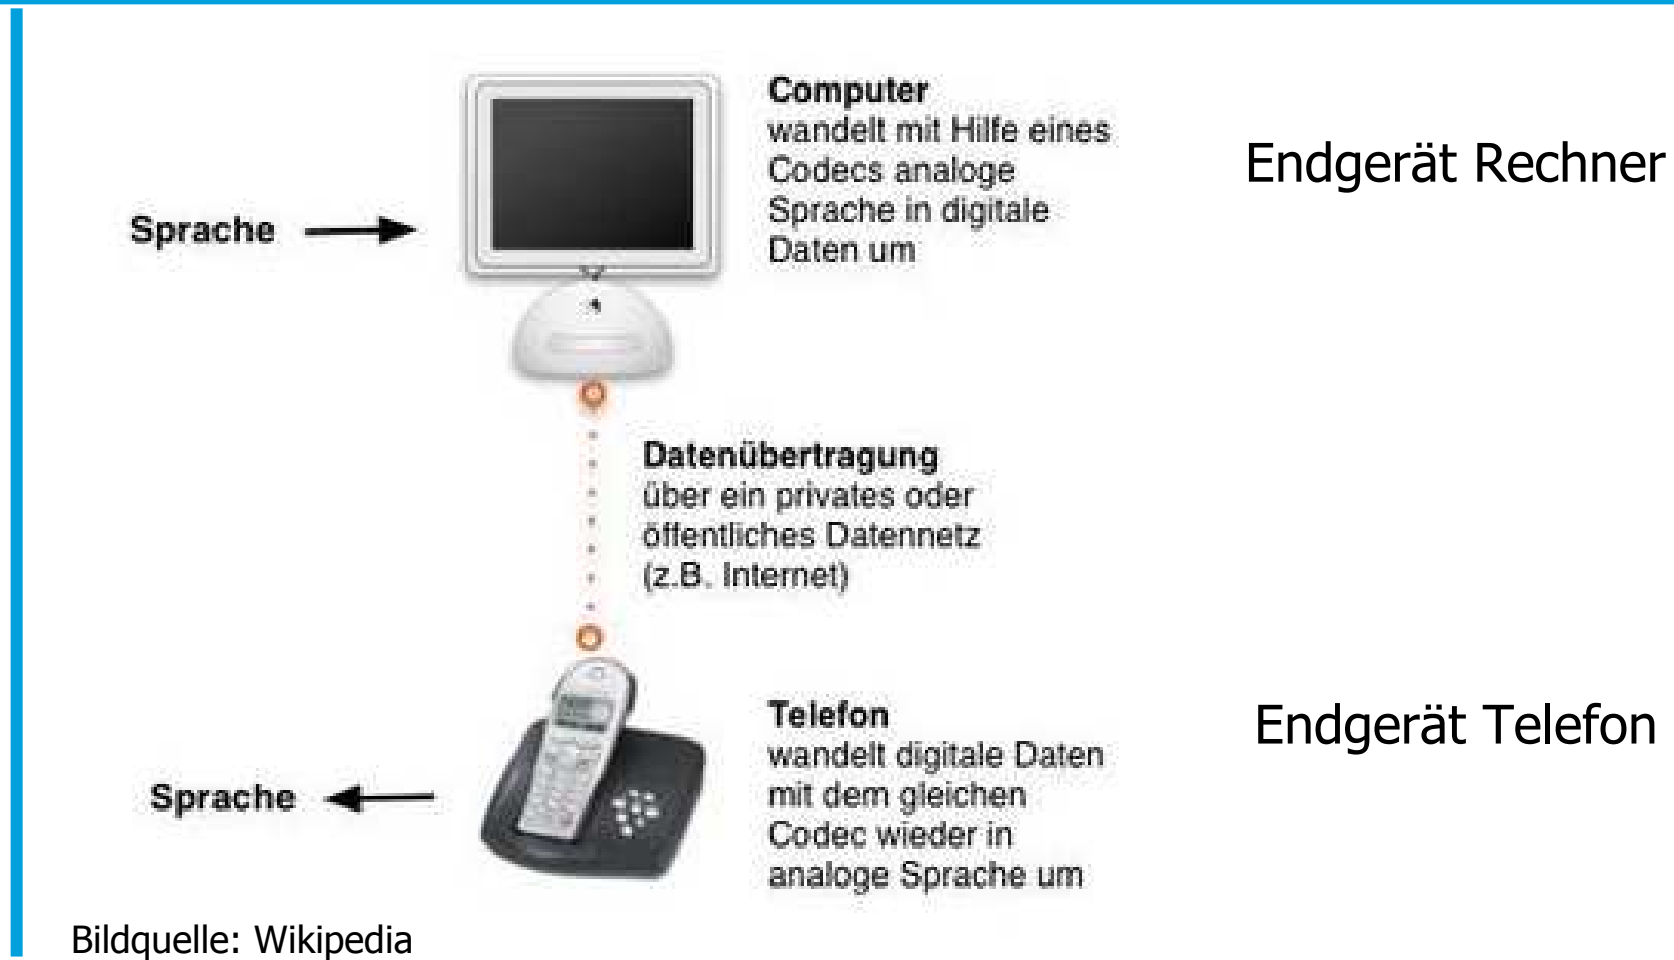 Computer
wandelt mit Hilfe eines
Codecs analoge
Sprache in digitale
Daten um
Endgerät Rechner
Sprache
Datenübertragung
über ein privates oder
öffentliches Datennetz
(z.B. Internet)
Telefon
wandelt digitale Daten
mit dem gleichen
Codec wieder in
analoge Sprache um
Endgerät Telefon
Sprache
Bildquelle: Wikipedia